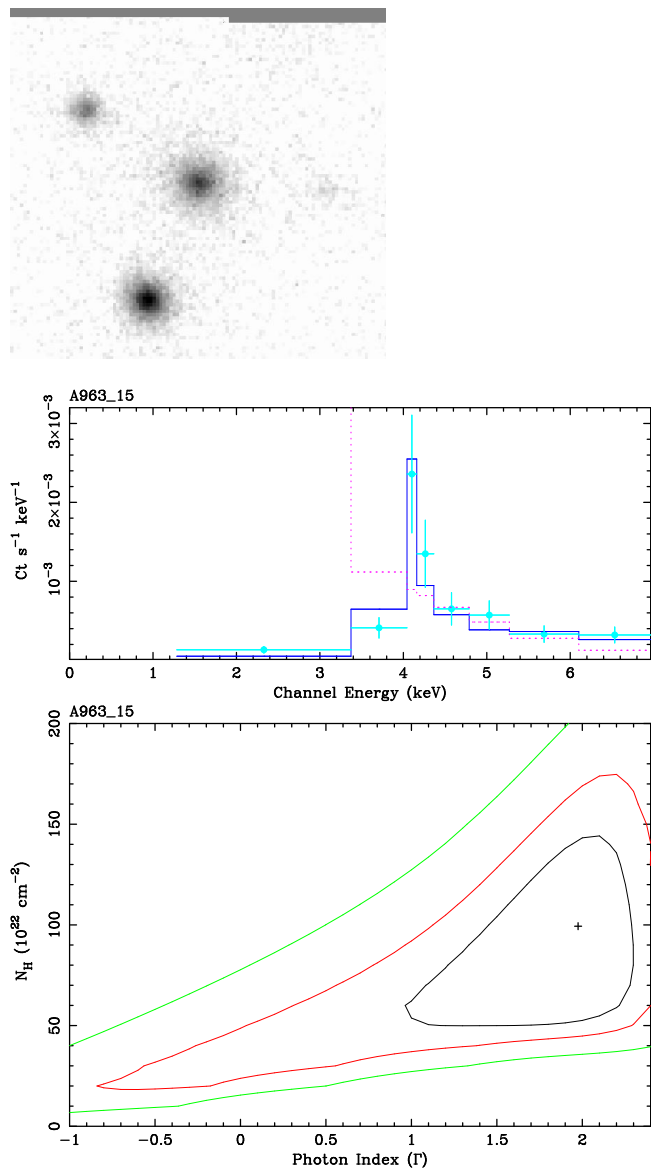 A963_15
3×10⁻³
2×10⁻³
10⁻³
Ct s⁻¹ keV⁻¹
0 1 2 3 4 5 6
Channel Energy (keV)
A963_15
200
150
100
50
0
N_H (10²² cm⁻²)
−1 −0.5 0 0.5 1 1.5 2
Photon Index (Γ)